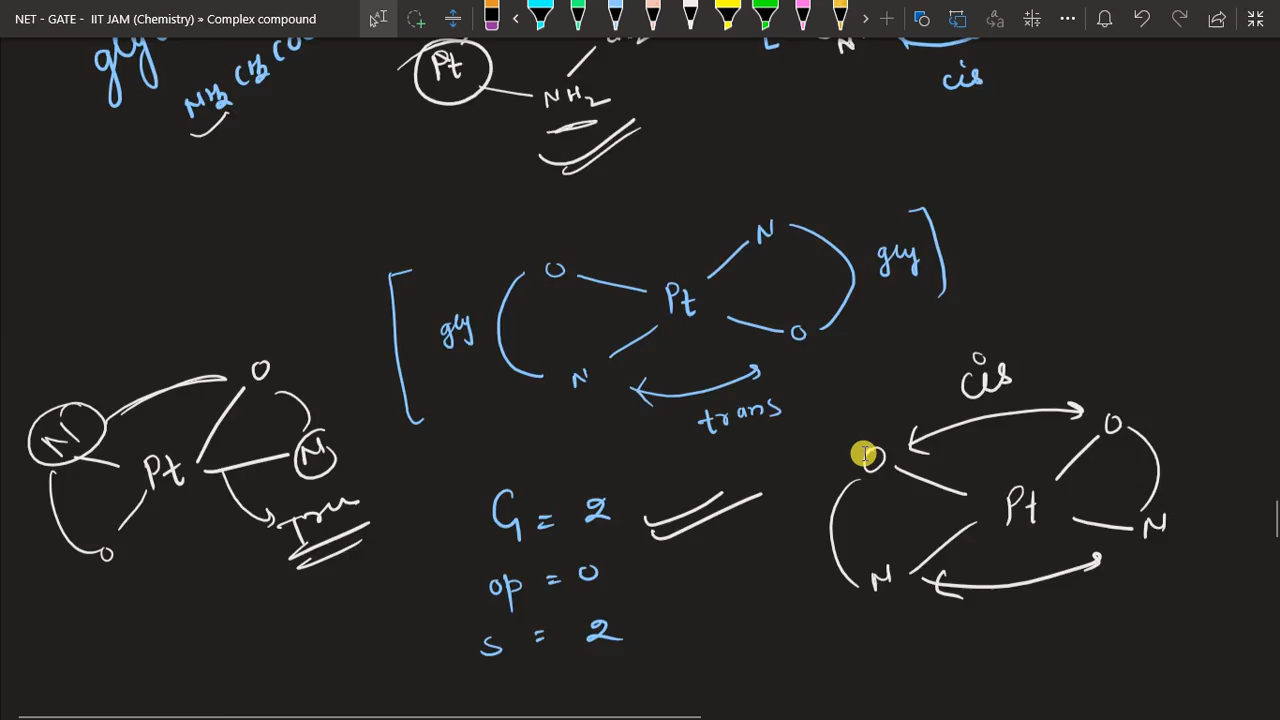 NET - GATE - IIT JAM (Chemistry) » Complex compound
gly
NH2 CH2 COO
Pt
NH2
L
N
cis
O
Pt
N
gly
gly
N
O
trans
O
N
Pt
N
O
Trans
cis
O
O
Pt
N
N
G = 2
op = 0
s = 2